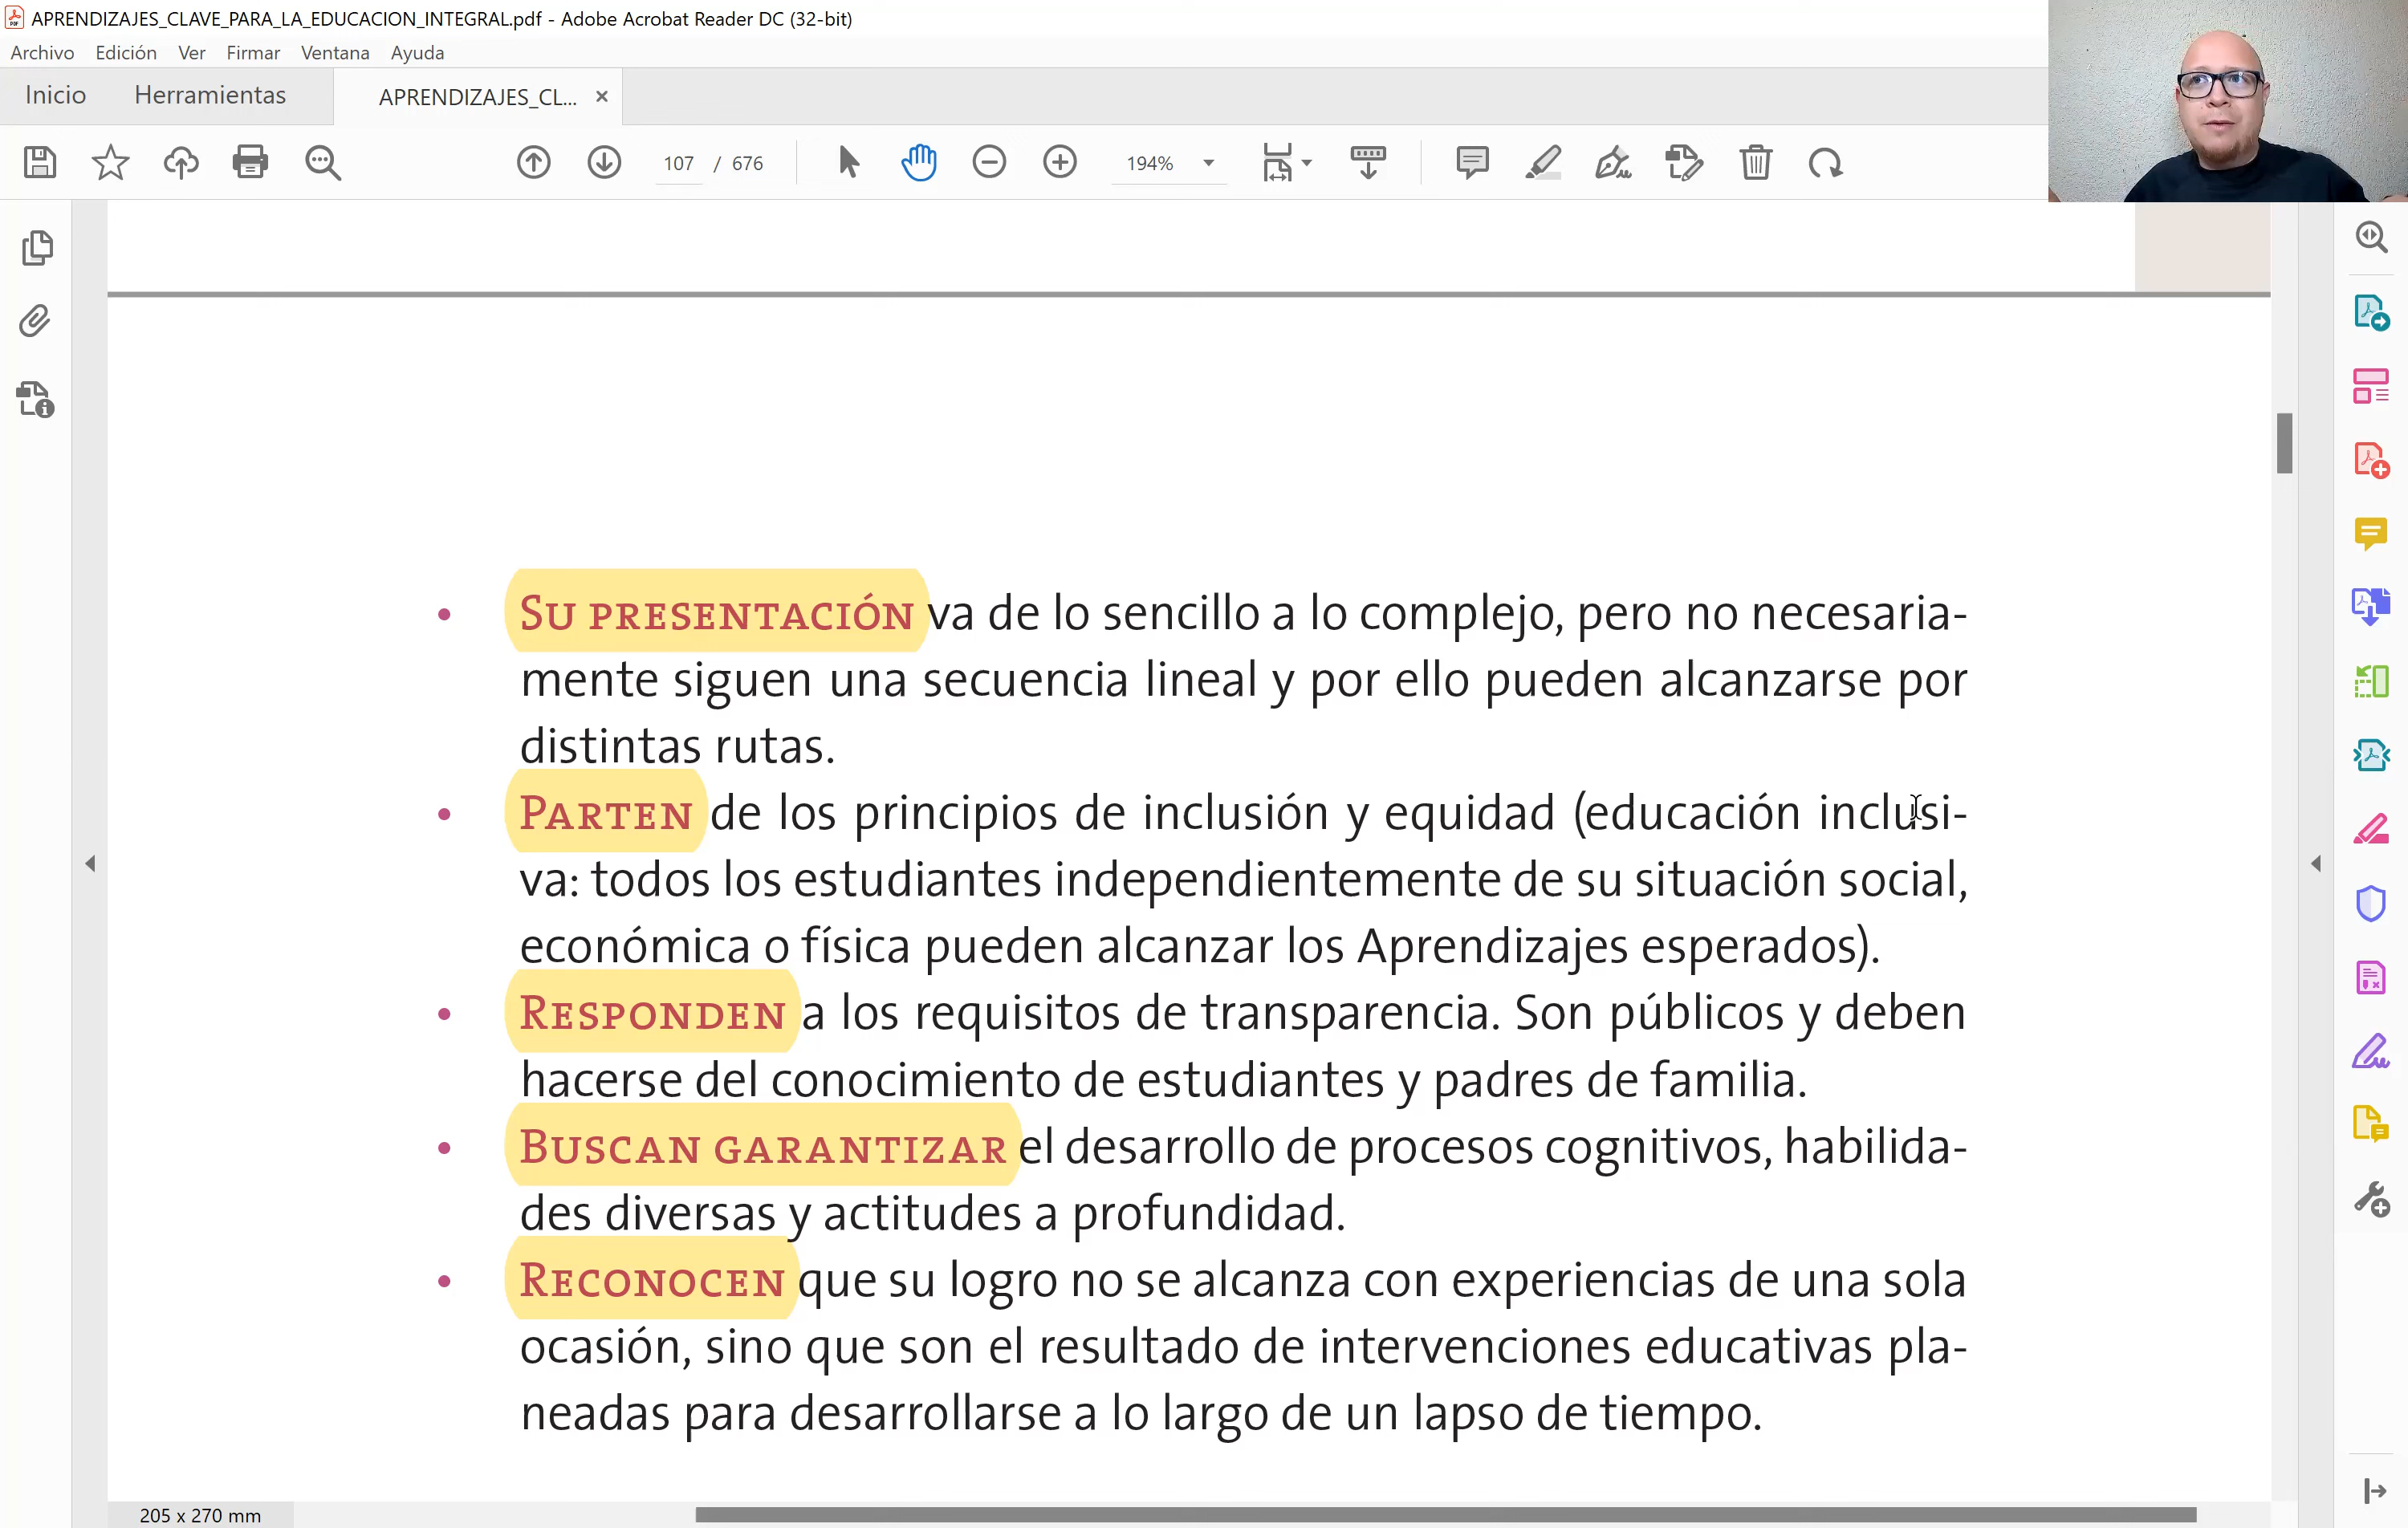 APRENDIZAJES_CLAVE_PARA_LA_EDUCACION_INTEGRAL.pdf - Adobe Acrobat Reader DC (32-bit)
Archivo Edición Ver Firmar Ventana Ayuda
Inicio Herramientas APRENDIZAJES_CL... ×
107 / 676 194%
• SU PRESENTACIÓN va de lo sencillo a lo complejo, pero no necesaria-
mente siguen una secuencia lineal y por ello pueden alcanzarse por
distintas rutas.
• PARTEN de los principios de inclusión y equidad (educación inclusi-
va: todos los estudiantes independientemente de su situación social,
económica o física pueden alcanzar los Aprendizajes esperados).
• RESPONDEN a los requisitos de transparencia. Son públicos y deben
hacerse del conocimiento de estudiantes y padres de familia.
• BUSCAN GARANTIZAR el desarrollo de procesos cognitivos, habilida-
des diversas y actitudes a profundidad.
• RECONOCEN que su logro no se alcanza con experiencias de una sola
ocasión, sino que son el resultado de intervenciones educativas pla-
neadas para desarrollarse a lo largo de un lapso de tiempo.
205 x 270 mm